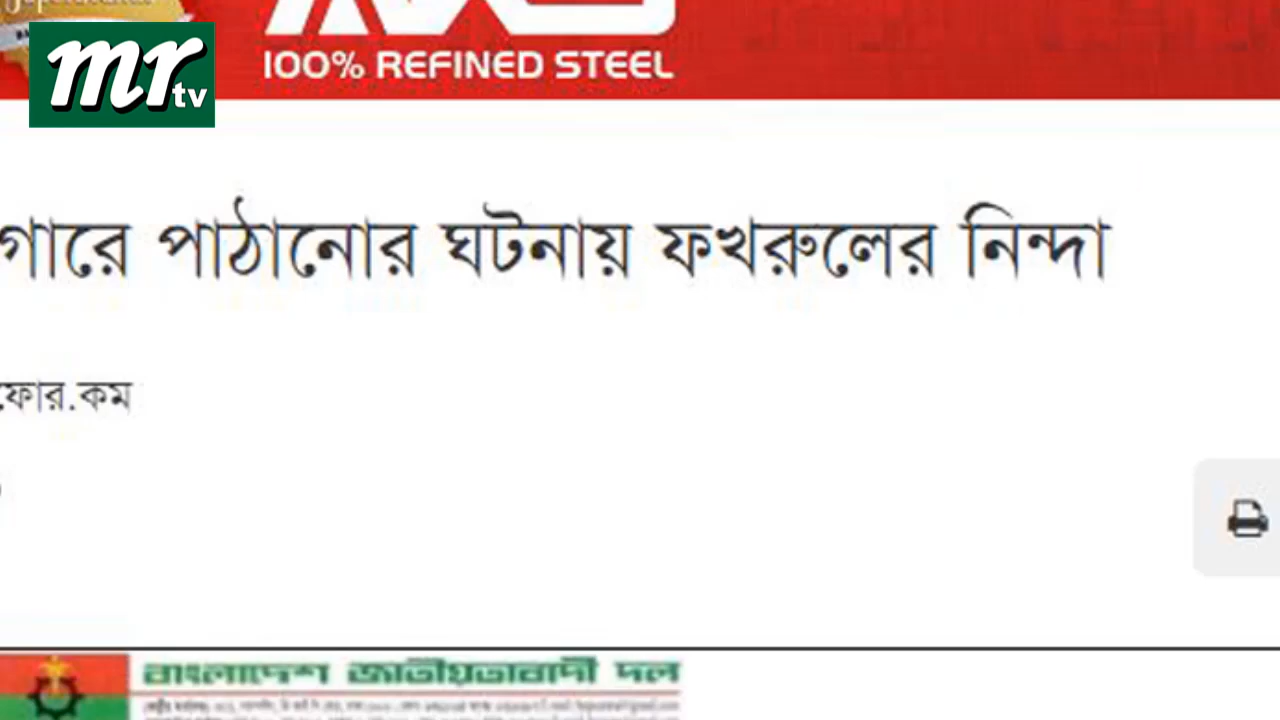 mr tv
100% REFINED STEEL
গারে পাঠানোর ঘটনায় ফখরুলের নিন্দা
ফোর.কম
বাংলাদেশ জাতীয়তাবাদী দল